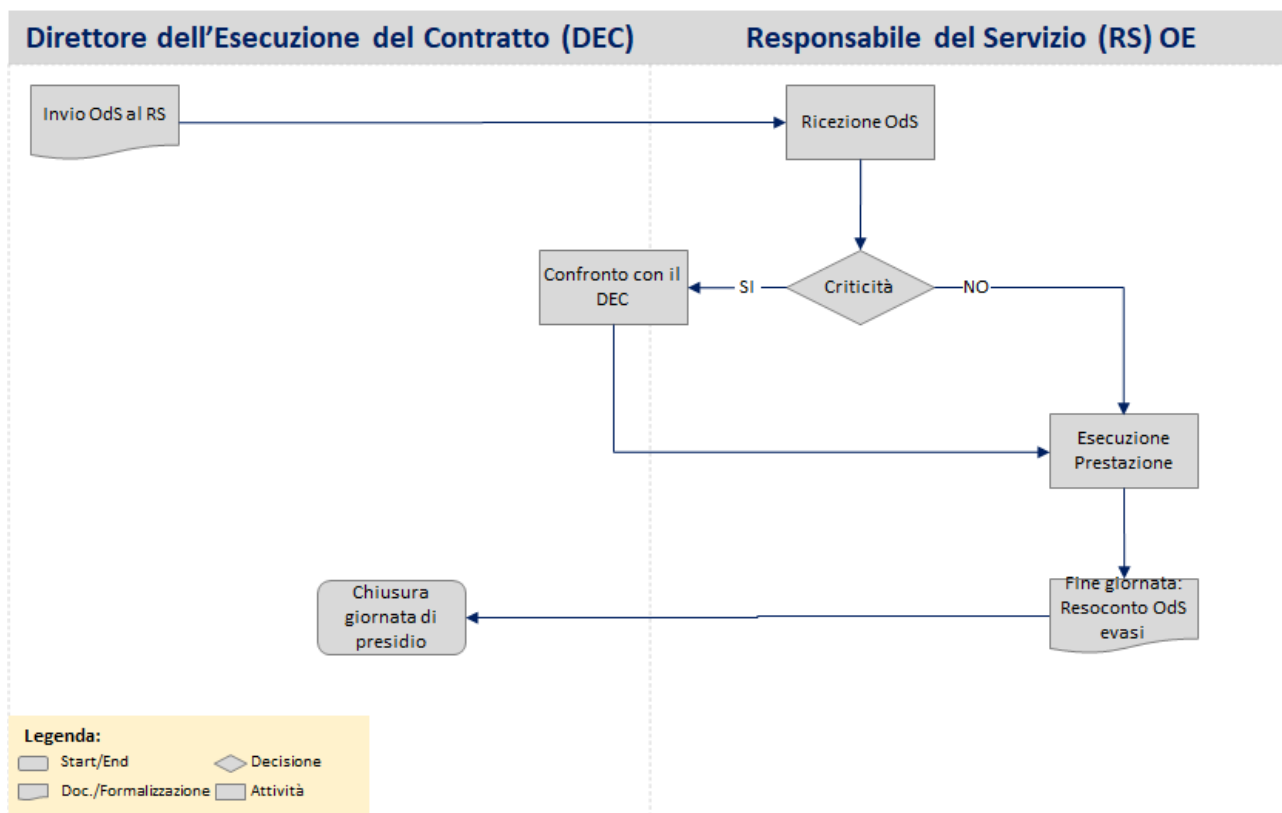 Direttore dell’Esecuzione del Contratto (DEC)
Responsabile del Servizio (RS) OE
Invio OdS al RS
Ricezione OdS
Confronto con il
DEC
SI
Criticità
NO
Esecuzione
Prestazione
Chiusura
giornata di
presidio
Fine giornata:
Resoconto OdS
evasi
Legenda:
Start/End
Decisione
Doc./Formalizzazione
Attività